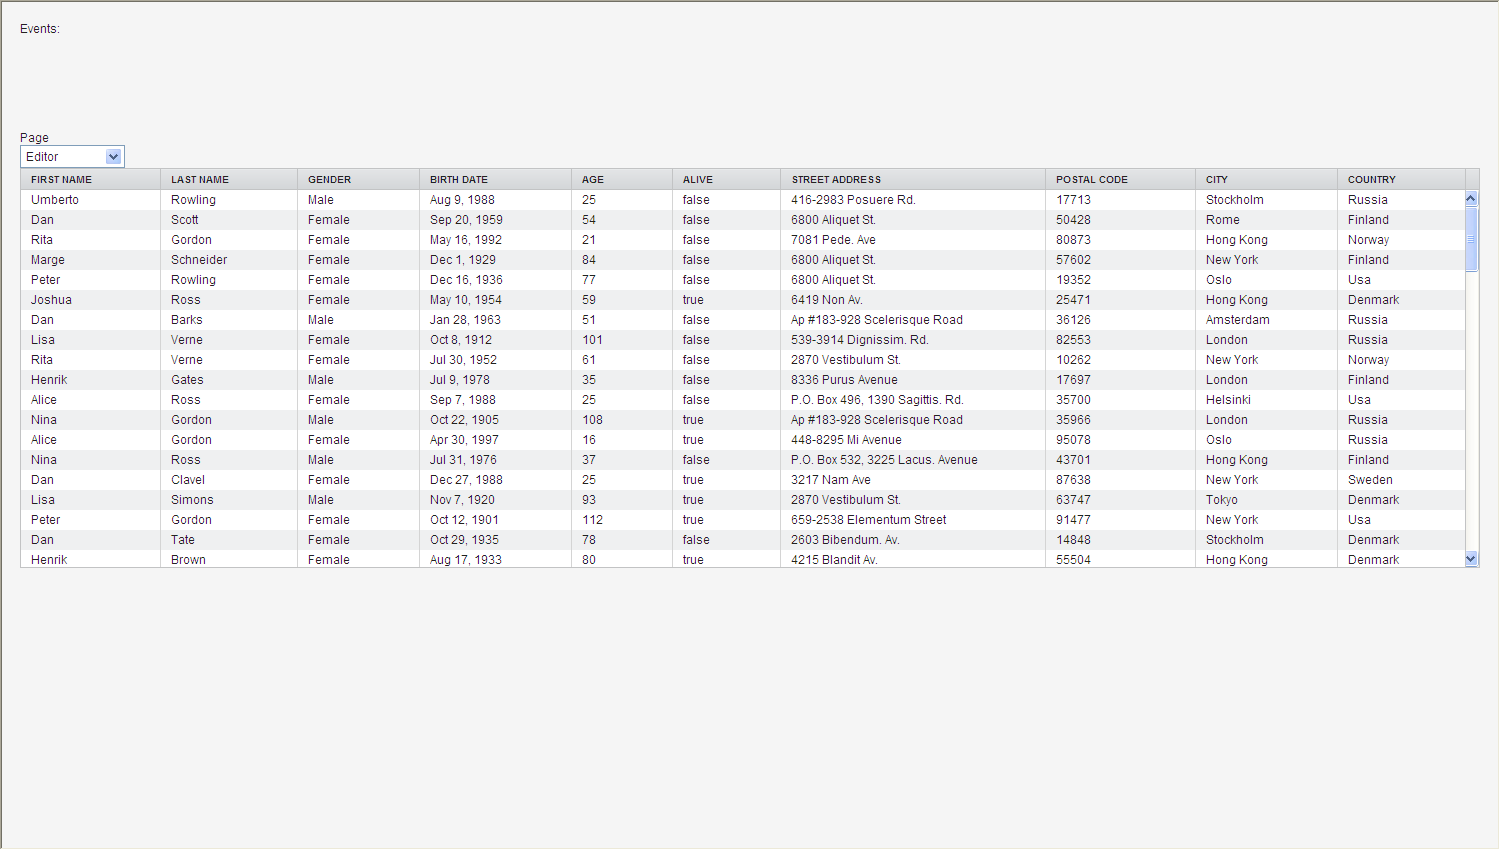 Events:
Page
Editor
FIRST NAME LAST NAME GENDER BIRTH DATE AGE ALIVE STREET ADDRESS POSTAL CODE CITY COUNTRY
Umberto Rowling Male Aug 9, 1988 25 false 416-2983 Posuere Rd. 17713 Stockholm Russia
Dan Scott Female Sep 20, 1959 54 false 6800 Aliquet St. 50428 Rome Finland
Rita Gordon Female May 16, 1992 21 false 7081 Pede. Ave 80873 Hong Kong Norway
Marge Schneider Female Dec 1, 1929 84 false 6800 Aliquet St. 57602 New York Finland
Peter Rowling Female Dec 16, 1936 77 false 6800 Aliquet St. 19352 Oslo Usa
Joshua Ross Female May 10, 1954 59 true 6419 Non Av. 25471 Hong Kong Denmark
Dan Barks Male Jan 28, 1963 51 false Ap #183-928 Scelerisque Road 36126 Amsterdam Russia
Lisa Verne Female Oct 8, 1912 101 false 539-3914 Dignissim. Rd. 82553 London Russia
Rita Verne Female Jul 30, 1952 61 false 2870 Vestibulum St. 10262 New York Norway
Henrik Gates Male Jul 9, 1978 35 false 8336 Purus Avenue 17697 London Finland
Alice Ross Female Sep 7, 1988 25 false P.O. Box 496, 1390 Sagittis. Rd. 35700 Helsinki Usa
Nina Gordon Male Oct 22, 1905 108 true Ap #183-928 Scelerisque Road 35966 London Russia
Alice Gordon Female Apr 30, 1997 16 true 448-8295 Mi Avenue 95078 Oslo Russia
Nina Ross Male Jul 31, 1976 37 false P.O. Box 532, 3225 Lacus. Avenue 43701 Hong Kong Finland
Dan Clavel Female Dec 27, 1988 25 true 3217 Nam Ave 87638 New York Sweden
Lisa Simons Male Nov 7, 1920 93 true 2870 Vestibulum St. 63747 Tokyo Denmark
Peter Gordon Female Oct 12, 1901 112 true 659-2538 Elementum Street 91477 New York Usa
Dan Tate Female Oct 29, 1935 78 false 2603 Bibendum. Av. 14848 Stockholm Denmark
Henrik Brown Female Aug 17, 1933 80 true 4215 Blandit Av. 55504 Hong Kong Denmark